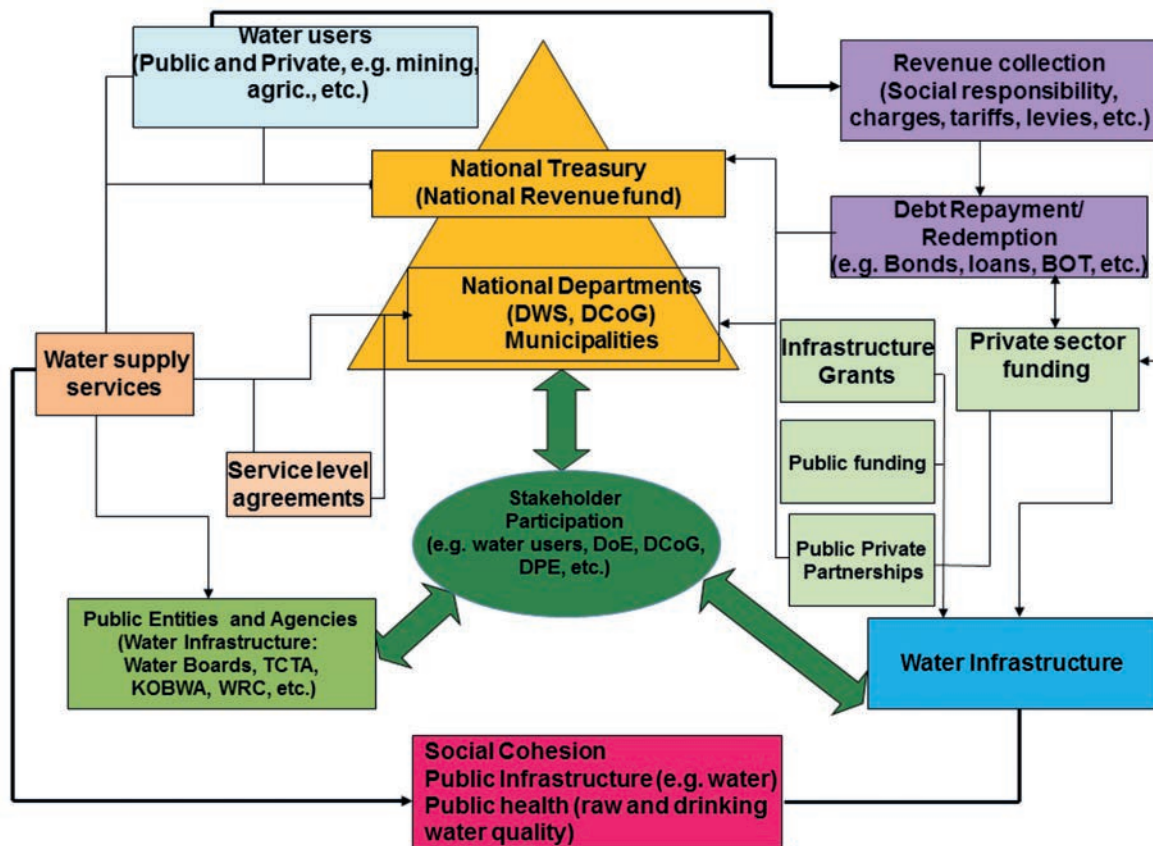 Water users
(Public and Private, e.g. mining,
agric., etc.)
Revenue collection
(Social responsibility,
charges, tariffs, levies, etc.)
National Treasury
(National Revenue fund)
Debt Repayment/
Redemption
(e.g. Bonds, loans, BOT, etc.)
National Departments
(DWS, DCoG)
Municipalities
Infrastructure
Grants
Private sector
funding
Water supply
services
Service level
agreements
Public funding
Stakeholder
Participation
(e.g. water users, DoE, DCoG,
DPE, etc.)
Public Private
Partnerships
Public Entities and Agencies
(Water Infrastructure:
Water Boards, TCTA,
KOBWA, WRC, etc.)
Water Infrastructure
Social Cohesion
Public Infrastructure (e.g. water)
Public health (raw and drinking
water quality)